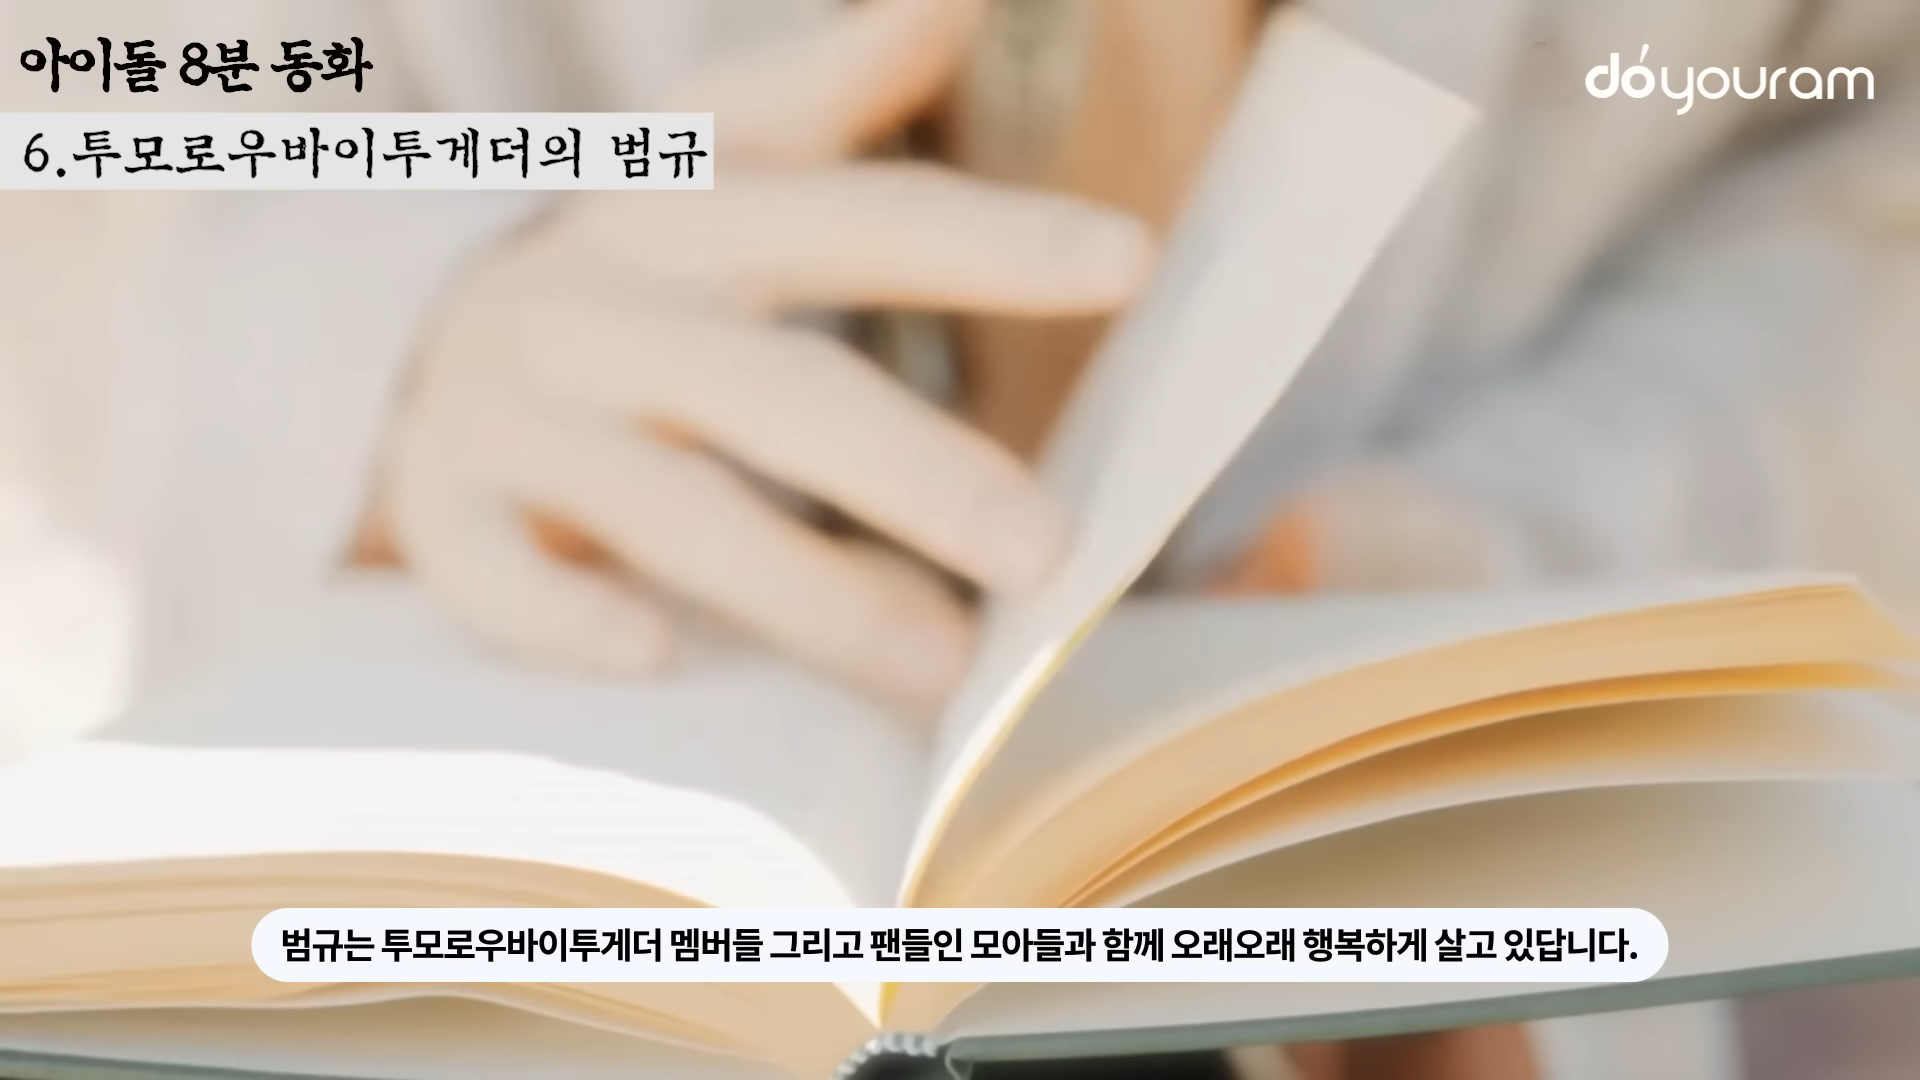 아이돌 8분 동화
doyouram
6.투모로우바이투게더의 범규
범규는 투모로우바이투게더 멤버들 그리고 팬들인 모아들과 함께 오래오래 행복하게 살고 있답니다.